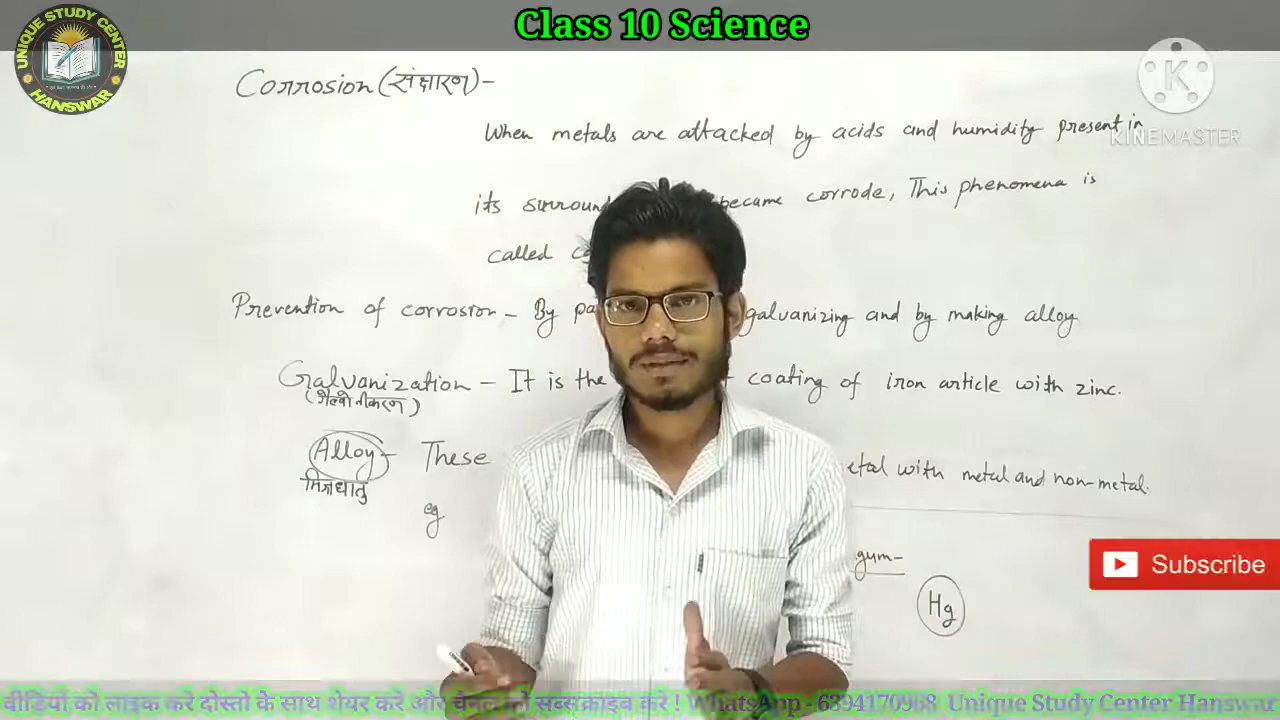 Class 10 Science
UNIQUE STUDY CENTER
HANSWAR
K
KINEMASTER
Corrosion (संक्षारण) -
When metals are attacked by acids and humidity present in
its became corrode, This phenomena is
called
Prevention of corrosion - By galvanizing and by making alloy
Galvanization - It is the coating of iron article with zinc.
(गैल्वोनीकरण)
Alloy - These with metal and non-metal.
मिश्रधातु
eg
Hg
Subscribe
वीडियो को लाइक करे दोस्तो के साथ शेयर करे और चैनल को सब्सक्राइब करे ! WhatsApp - 6394170968 Unique Study Center Hanswar